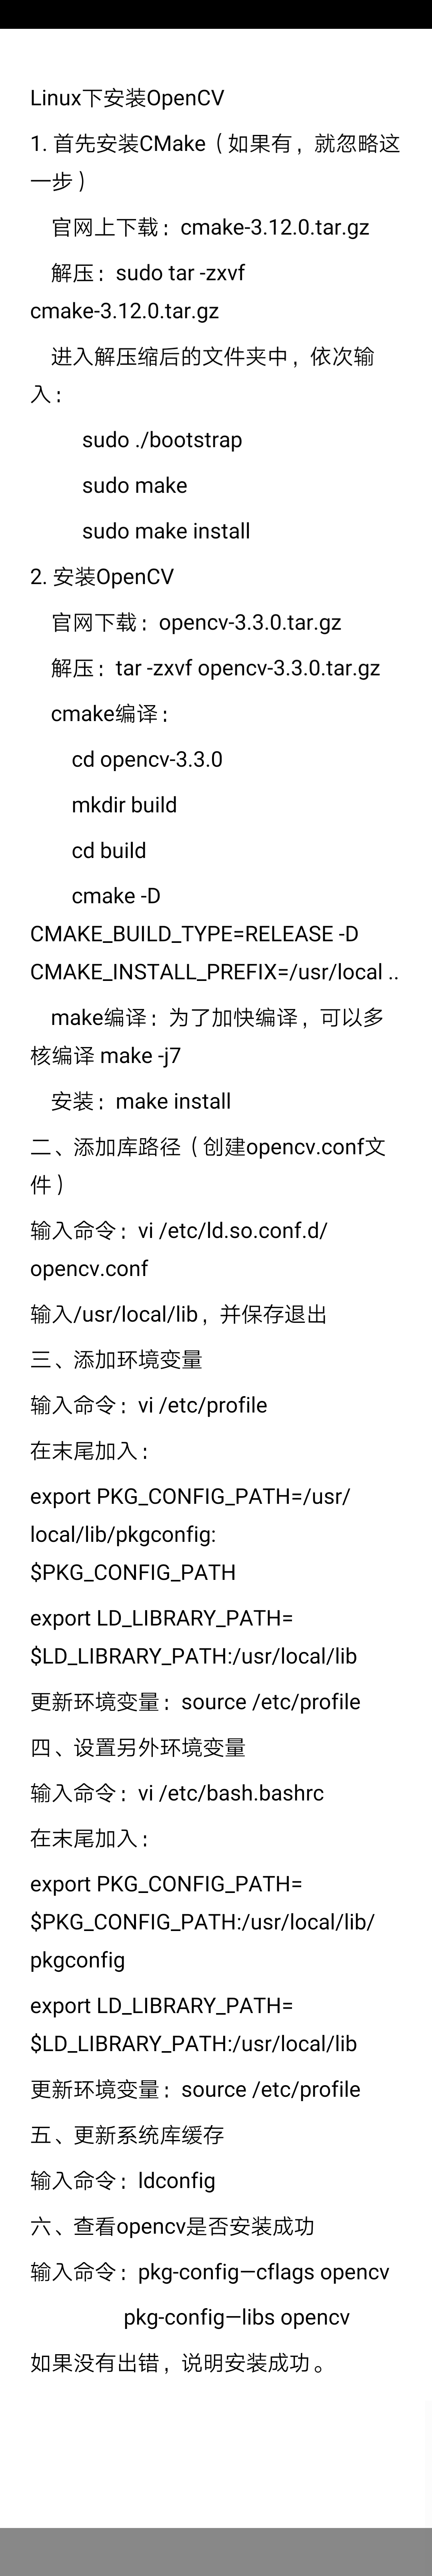 Linux下安装OpenCV
1. 首先安装CMake（如果有，就忽略这
一步）
官网上下载：cmake-3.12.0.tar.gz
解压：sudo tar -zxvf
cmake-3.12.0.tar.gz
进入解压缩后的文件夹中，依次输
入：
sudo ./bootstrap
sudo make
sudo make install
2. 安装OpenCV
官网下载：opencv-3.3.0.tar.gz
解压：tar -zxvf opencv-3.3.0.tar.gz
cmake编译：
cd opencv-3.3.0
mkdir build
cd build
cmake -D
CMAKE_BUILD_TYPE=RELEASE -D
CMAKE_INSTALL_PREFIX=/usr/local ..
make编译：为了加快编译，可以多
核编译 make -j7
安装：make install
二、添加库路径（创建opencv.conf文
件）
输入命令：vi /etc/ld.so.conf.d/
opencv.conf
输入/usr/local/lib，并保存退出
三、添加环境变量
输入命令：vi /etc/profile
在末尾加入：
export PKG_CONFIG_PATH=/usr/
local/lib/pkgconfig:
$PKG_CONFIG_PATH
export LD_LIBRARY_PATH=
$LD_LIBRARY_PATH:/usr/local/lib
更新环境变量：source /etc/profile
四、设置另外环境变量
输入命令：vi /etc/bash.bashrc
在末尾加入：
export PKG_CONFIG_PATH=
$PKG_CONFIG_PATH:/usr/local/lib/
pkgconfig
export LD_LIBRARY_PATH=
$LD_LIBRARY_PATH:/usr/local/lib
更新环境变量：source /etc/profile
五、更新系统库缓存
输入命令：ldconfig
六、查看opencv是否安装成功
输入命令：pkg-config—cflags opencv
pkg-config—libs opencv
如果没有出错，说明安装成功。